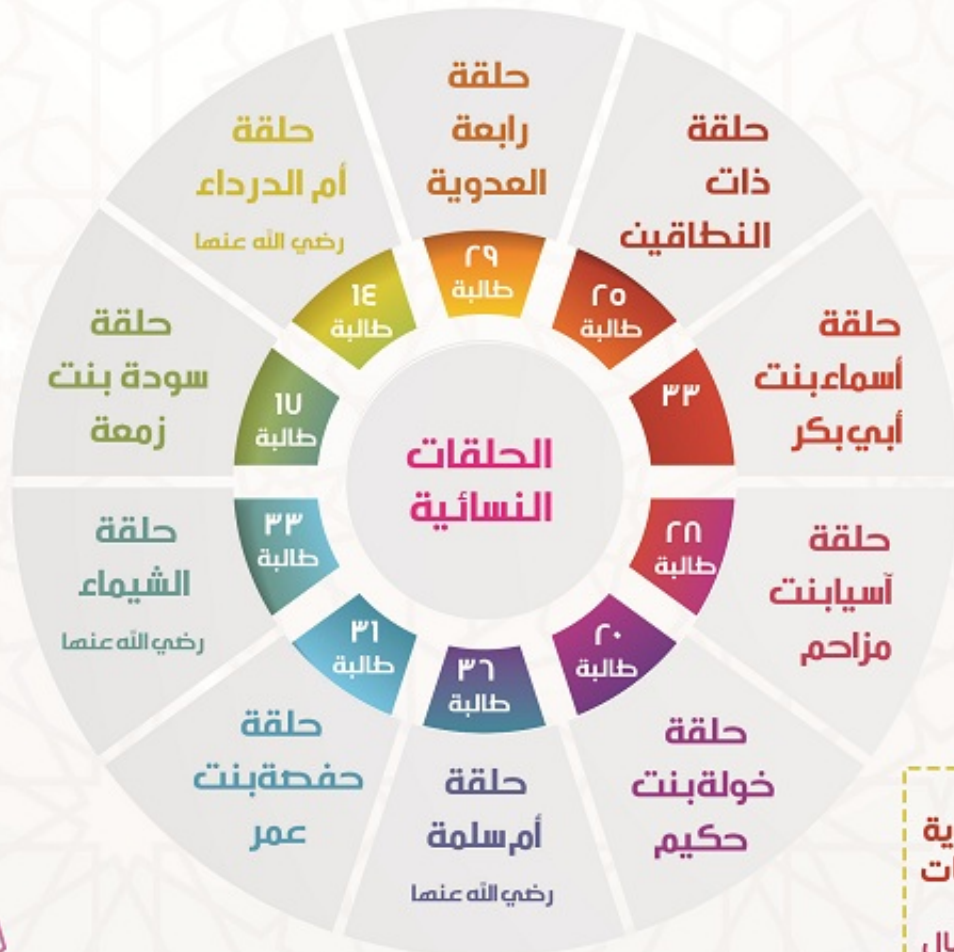 الحلقات
النسائية
حلقة
رابعة
العدوية
٢٩
طالبة
حلقة
ذات
النطاقين
٢٥
طالبة
حلقة
أسماء بنت
أبي بكر
٣٣
حلقة
آسيا بنت
مزاحم
٢٨
طالبة
حلقة
خولة بنت
حكيم
٢٠
طالبة
حلقة
أم سلمة
رضي الله عنها
٣٦
طالبة
حلقة
حفصة بنت
عمر
٣١
طالبة
حلقة
الشيماء
رضي الله عنها
٣٣
طالبة
حلقة
سودة بنت
زمعة
١٧
طالبة
حلقة
أم الدرداء
رضي الله عنها
١٤
طالبة